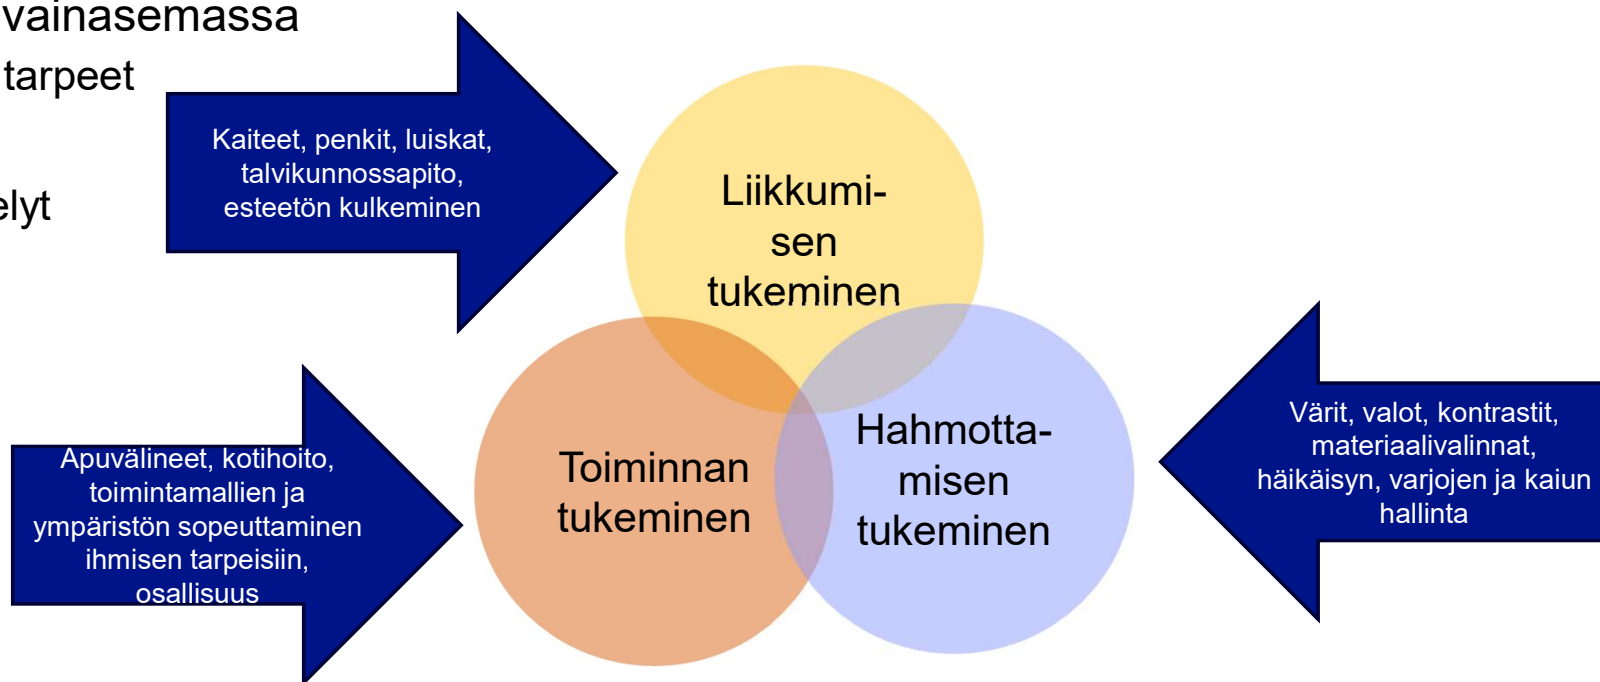 vainasemassa
tarpeet
elyt
Kaiteet, penkit, luiskat,
talvikunnossapito,
esteetön kulkeminen
Liikkumi-
sen
tukeminen
Apuvälineet, kotihoito,
toimintamallien ja
ympäristön sopeuttaminen
ihmisen tarpeisiin,
osallisuus
Toiminnan
tukeminen
Hahmotta-
misen
tukeminen
Värit, valot, kontrastit,
materiaalivalinnat,
häikäisyn, varjojen ja kaiun
hallinta